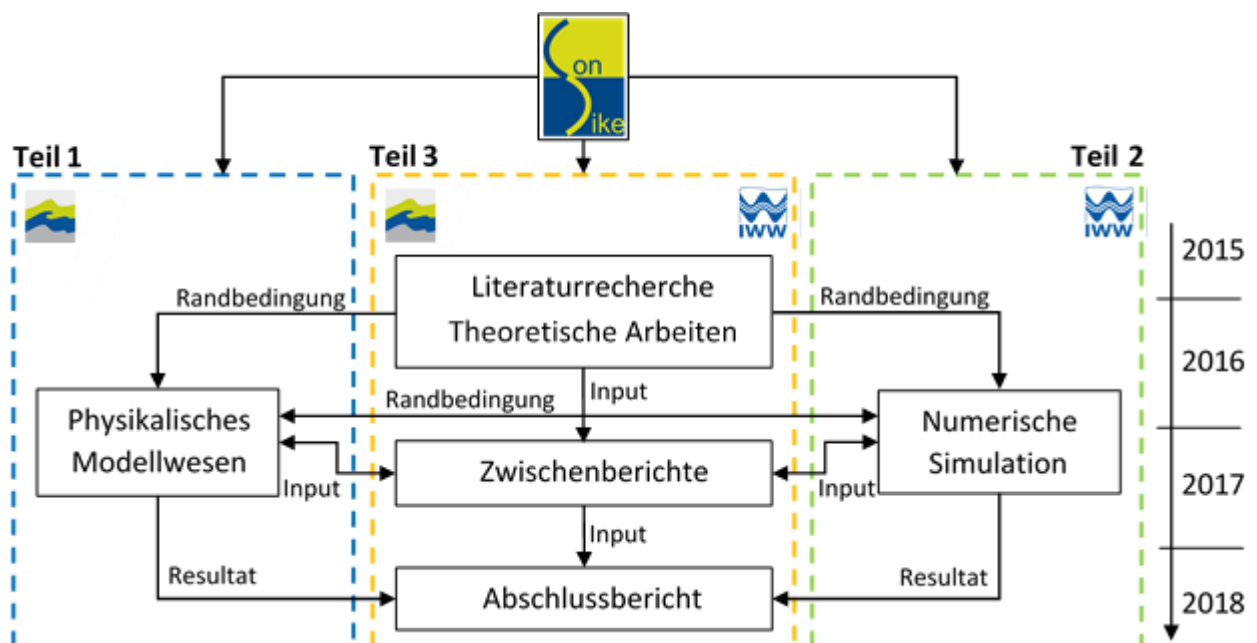 on
ike
Teil 1
Teil 3
Teil 2
IWW
IWW
2015
Literaturrecherche
Theoretische Arbeiten
Randbedingung
Randbedingung
2016
Input
Randbedingung
Physikalisches
Modellwesen
Numerische
Simulation
Zwischenberichte
Input
Input
2017
Input
Resultat
Resultat
Abschlussbericht
2018